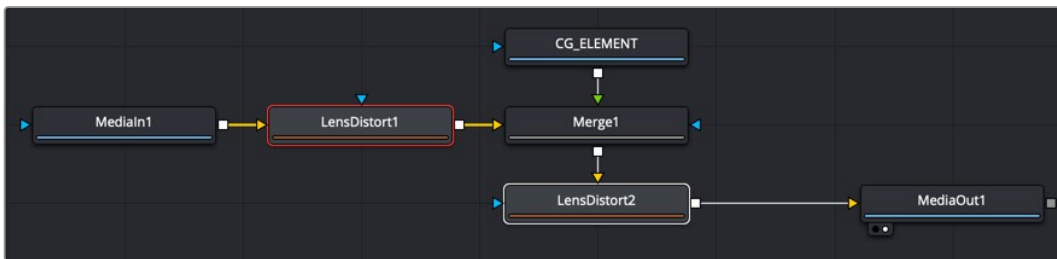 CG_ELEMENT
MediaIn1
LensDistort1
Merge1
LensDistort2
MediaOut1